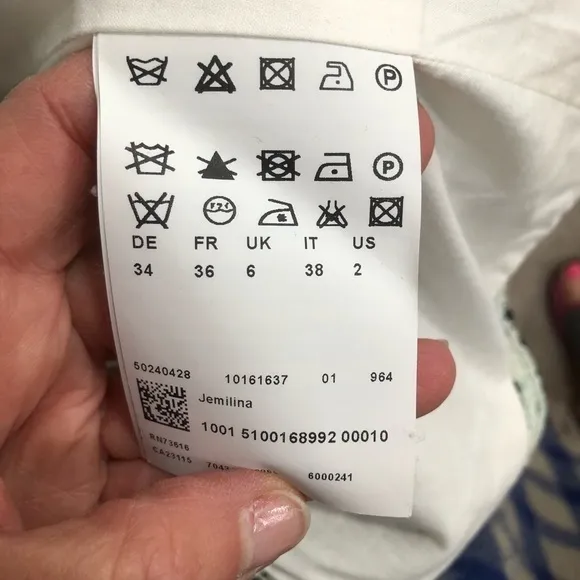 P
P
DE FR UK IT US
34 36 6 38 2
50240428 10161637 01 964
Jemilina
1001 5100168992 00010
RN73616
CA23115 6000241